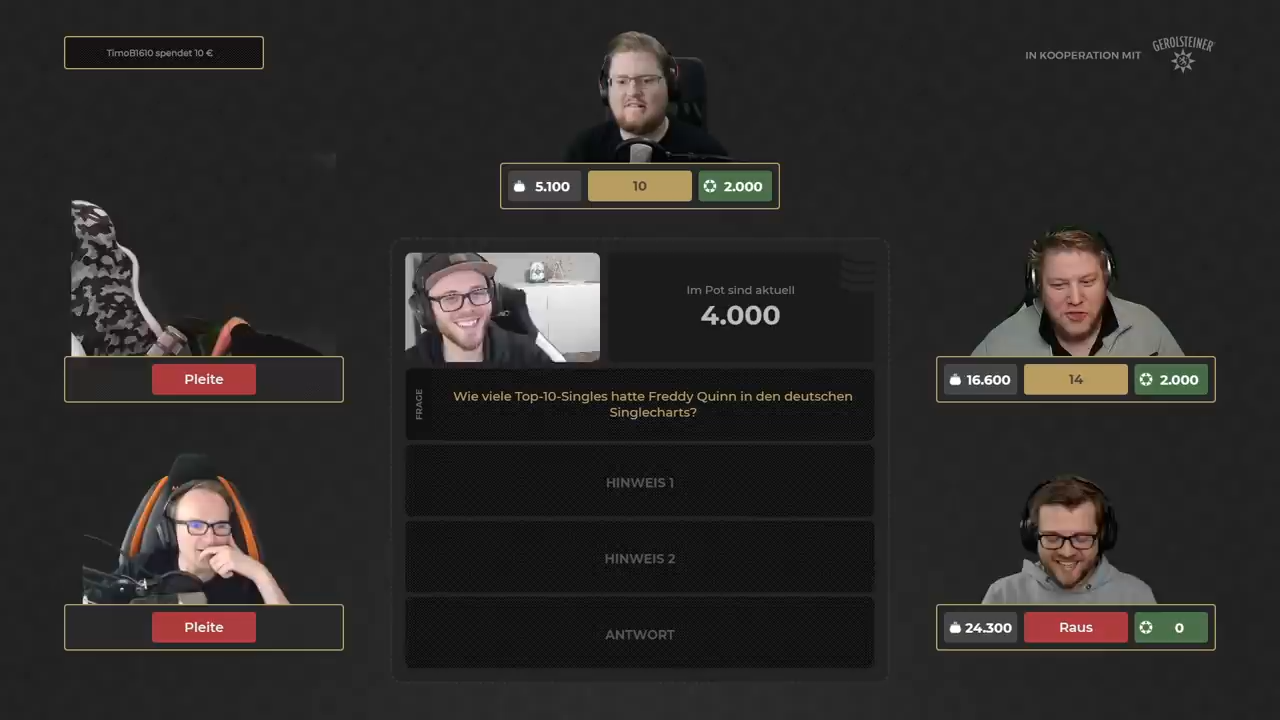 TimoB1610 spendet 10 €
IN KOOPERATION MIT
GEROLSTEINER
5.100
10
2.000
Im Pot sind aktuell
4.000
Pleite
16.600
14
2.000
FRAGE
Wie viele Top-10-Singles hatte Freddy Quinn in den deutschen
Singlecharts?
HINWEIS 1
HINWEIS 2
ANTWORT
Pleite
24.300
Raus
0